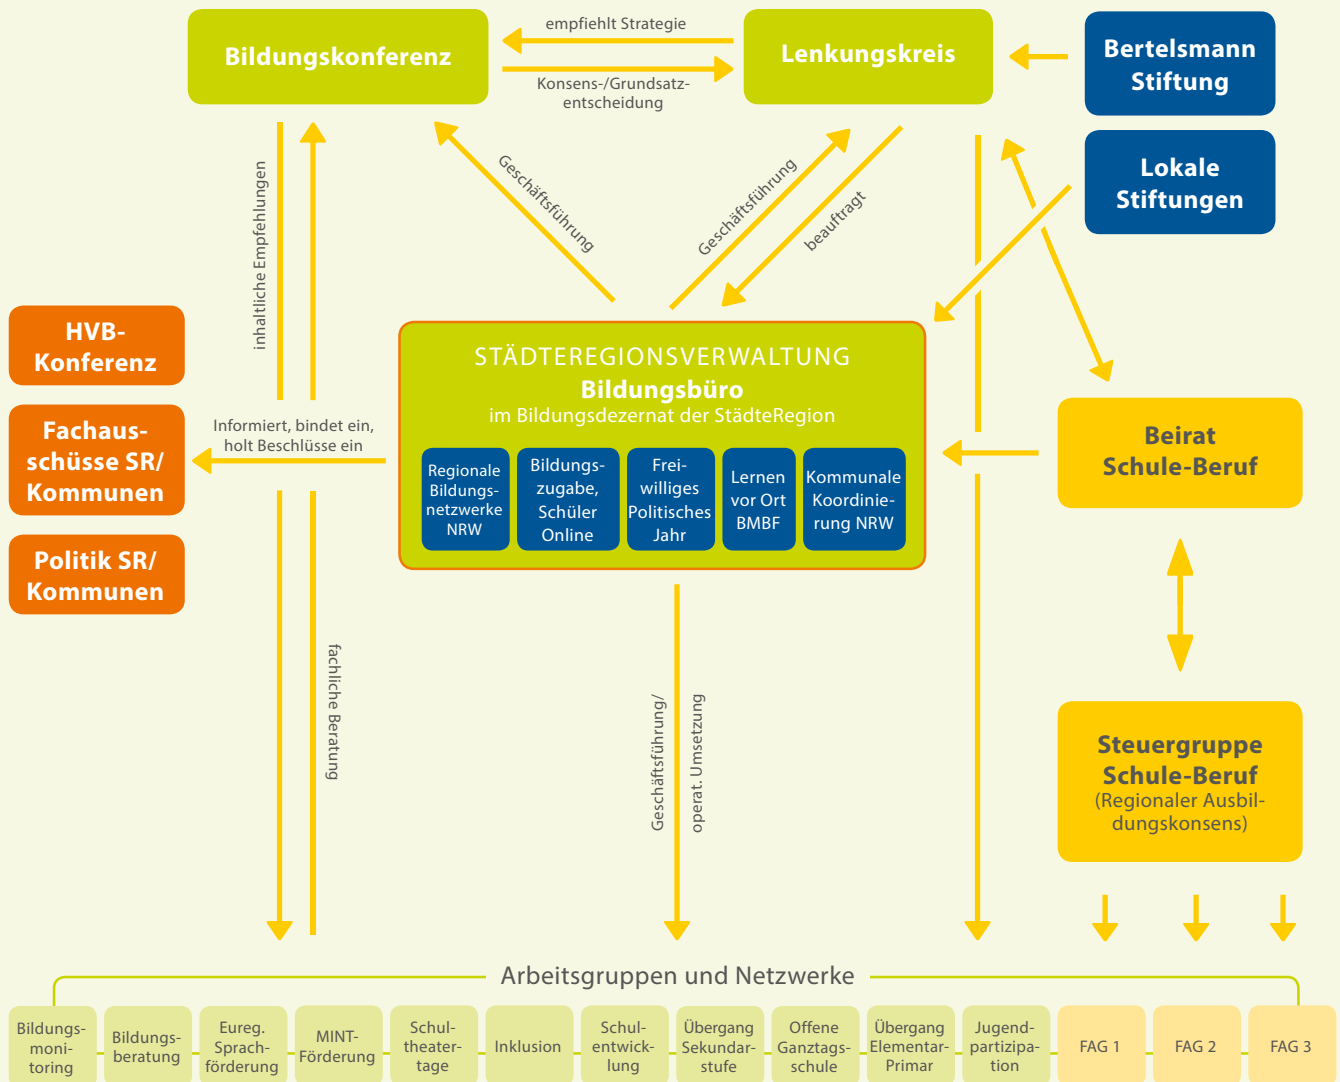 Bildungskonferenz
empfiehlt Strategie
Konsens-/Grundsatz-
entscheidung
Lenkungskreis
Bertelsmann
Stiftung
Lokale
Stiftungen
inhaltliche Empfehlungen
Geschäftsführung
Geschäftsführung
beauftragt
HVB-
Konferenz
Fachaus-
schüsse SR/
Kommunen
Politik SR/
Kommunen
Informiert, bindet ein,
holt Beschlüsse ein
STÄDTEREGIONSVERWALTUNG
Bildungsbüro
im Bildungsdezernat der StädteRegion
Regionale
Bildungs-
netzwerke
NRW
Bildungs-
zugabe,
Schüler
Online
Frei-
williges
Politisches
Jahr
Lernen
vor Ort
BMBF
Kommunale
Koordinie-
rung NRW
Beirat
Schule-Beruf
fachliche Beratung
Geschäftsführung/
operat. Umsetzung
Steuergruppe
Schule-Beruf
(Regionaler Ausbil-
dungskonsens)
Arbeitsgruppen und Netzwerke
Bildungs-
moni-
toring
Bildungs-
beratung
Eureg.
Sprach-
förderung
MINT-
Förderung
Schul-
theater-
tage
Inklusion
Schul-
entwick-
lung
Übergang
Sekundar-
stufe
Offene
Ganztags-
schule
Übergang
Elementar-
Primar
Jugend-
partizipa-
tion
FAG 1
FAG 2
FAG 3